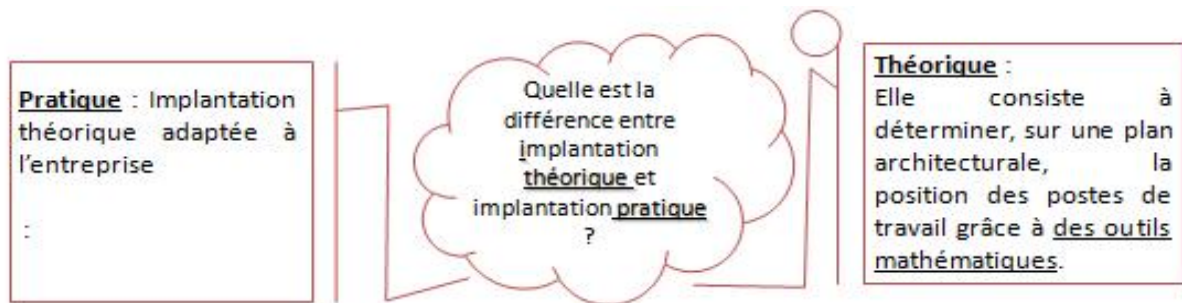 Pratique : Implantation
théorique adaptée à
l’entreprise
:
Quelle est la
différence entre
implantation
théorique et
implantation pratique
?
Théorique :
Elle consiste à
déterminer, sur une plan
architecturale, la
position des postes de
travail grâce à des outils
mathématiques.